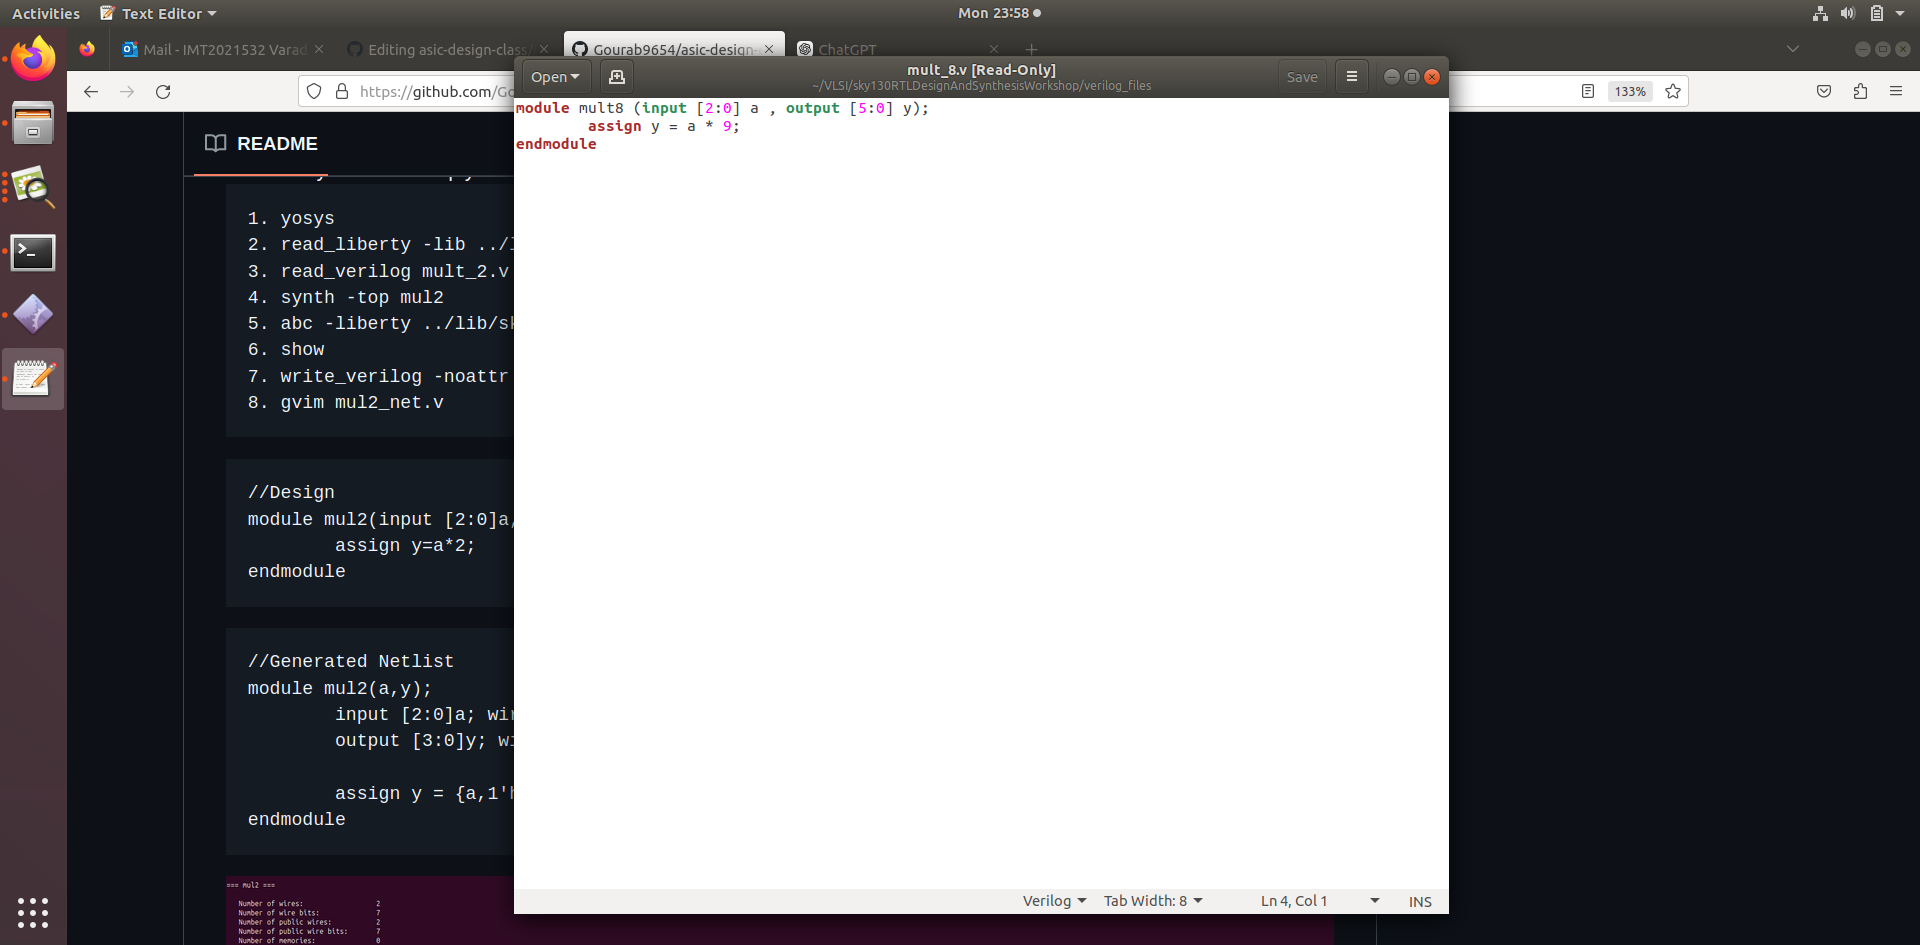 Activities
Text Editor
Mon 23:58
Mail - IMT2021532 Varad
Editing asic-design-class
Gourab9654/asic-design-
ChatGPT
https://github.com/Go
133%
Open
mult_8.v [Read-Only]
~/VLSI/sky130RTLDesignAndSynthesisWorkshop/verilog_files
Save
module mult8 (input [2:0] a , output [5:0] y);
assign y = a * 9;
endmodule
README
1. yosys
2. read_liberty -lib ../l
3. read_verilog mult_2.v
4. synth -top mul2
5. abc -liberty ../lib/sk
6. show
7. write_verilog -noattr
8. gvim mul2_net.v
//Design
module mul2(input [2:0]a,
assign y=a*2;
endmodule
//Generated Netlist
module mul2(a,y);
input [2:0]a; wir
output [3:0]y; wi
assign y = {a,1'h
endmodule
=== mul2 ===
Number of wires: 2
Number of wire bits: 7
Number of public wires: 2
Number of public wire bits: 7
Number of memories: 0
Verilog
Tab Width: 8
Ln 4, Col 1
INS